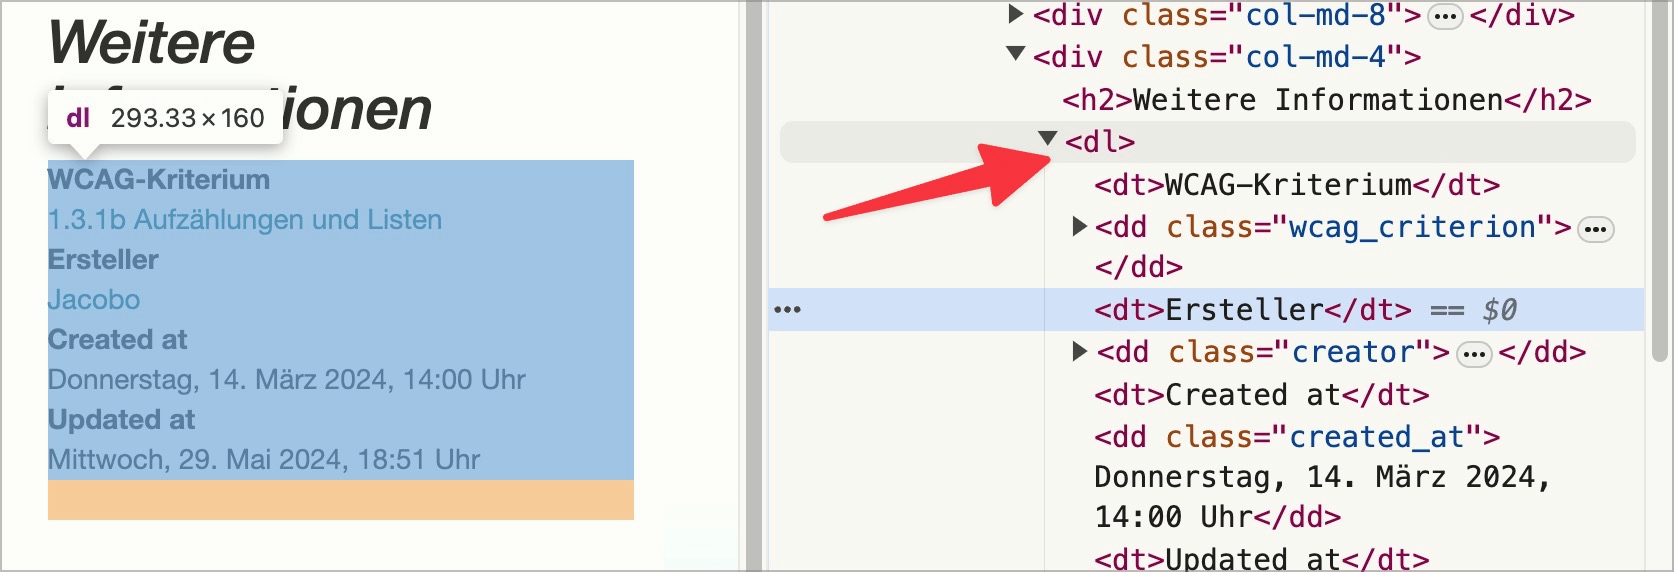 Weitere
ionen
dl 293.33 × 160
WCAG-Kriterium
1.3.1b Aufzählungen und Listen
Ersteller
Jacobo
Created at
Donnerstag, 14. März 2024, 14:00 Uhr
Updated at
Mittwoch, 29. Mai 2024, 18:51 Uhr
<div class="col-md-8"> ••• </div>
<div class="col-md-4">
<h2>Weitere Informationen</h2>
<dl>
<dt>WCAG-Kriterium</dt>
<dd class="wcag_criterion"> •••
</dd>
••• <dt>Ersteller</dt> == $0
<dd class="creator"> ••• </dd>
<dt>Created at</dt>
<dd class="created_at">
Donnerstag, 14. März 2024,
14:00 Uhr</dd>
<dt>Updated at</dt>